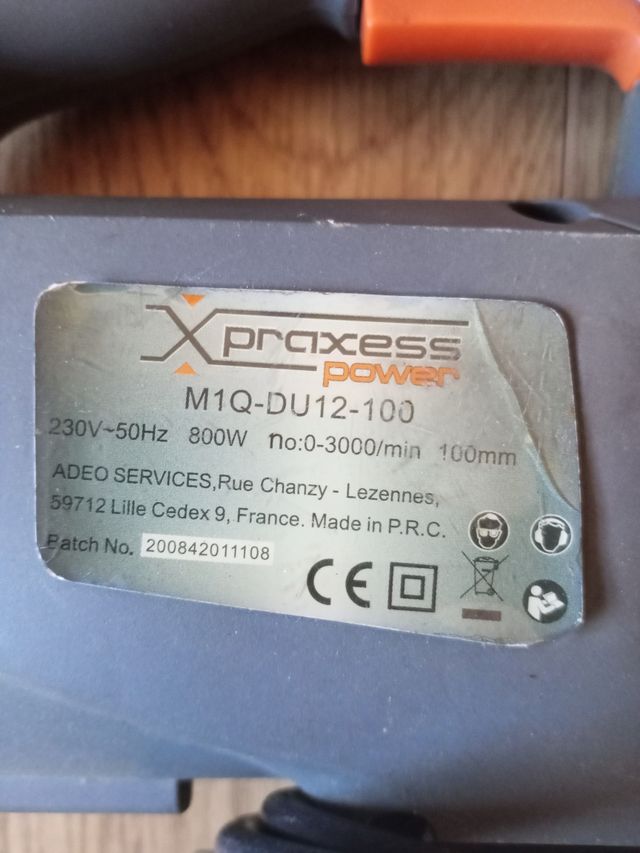 Xpraxess
power
M1Q-DU12-100
230V~50Hz 800W no:0-3000/min 100mm
ADEO SERVICES,Rue Chanzy - Lezennes,
59712 Lille Cedex 9, France. Made in P.R.C.
Patch No. 200842011108
CE